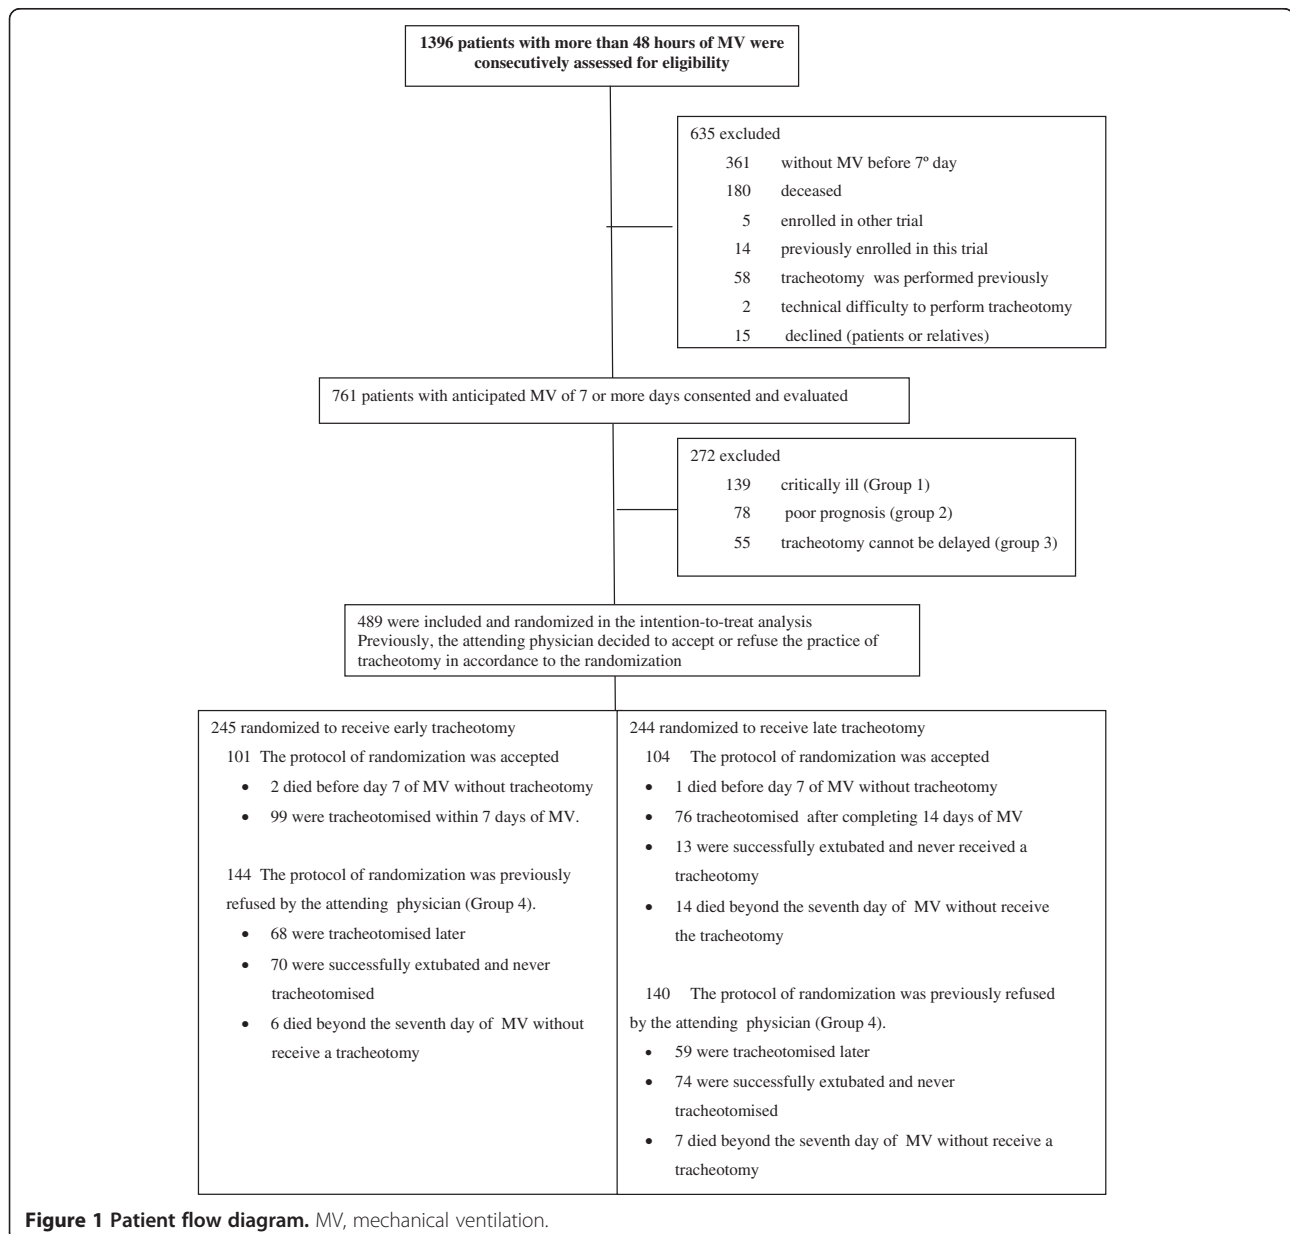 1396 patients with more than 48 hours of MV were
consecutively assessed for eligibility
635 excluded
361 without MV before 7º day
180 deceased
5 enrolled in other trial
14 previously enrolled in this trial
58 tracheotomy was performed previously
2 technical difficulty to perform tracheotomy
15 declined (patients or relatives)
761 patients with anticipated MV of 7 or more days consented and evaluated
272 excluded
139 critically ill (Group 1)
78 poor prognosis (group 2)
55 tracheotomy cannot be delayed (group 3)
489 were included and randomized in the intention-to-treat analysis
Previously, the attending physician decided to accept or refuse the practice of
tracheotomy in accordance to the randomization
245 randomized to receive early tracheotomy
101 The protocol of randomization was accepted
• 2 died before day 7 of MV without tracheotomy
• 99 were tracheotomised within 7 days of MV.
144 The protocol of randomization was previously
refused by the attending physician (Group 4).
• 68 were tracheotomised later
• 70 were successfully extubated and never
tracheotomised
• 6 died beyond the seventh day of MV without
receive a tracheotomy
244 randomized to receive late tracheotomy
104 The protocol of randomization was accepted
• 1 died before day 7 of MV without tracheotomy
• 76 tracheotomised after completing 14 days of MV
• 13 were successfully extubated and never received a
tracheotomy
• 14 died beyond the seventh day of MV without receive
the tracheotomy
140 The protocol of randomization was previously refused
by the attending physician (Group 4).
• 59 were tracheotomised later
• 74 were successfully extubated and never
tracheotomised
• 7 died beyond the seventh day of MV without receive a
tracheotomy
Figure 1 Patient flow diagram. MV, mechanical ventilation.